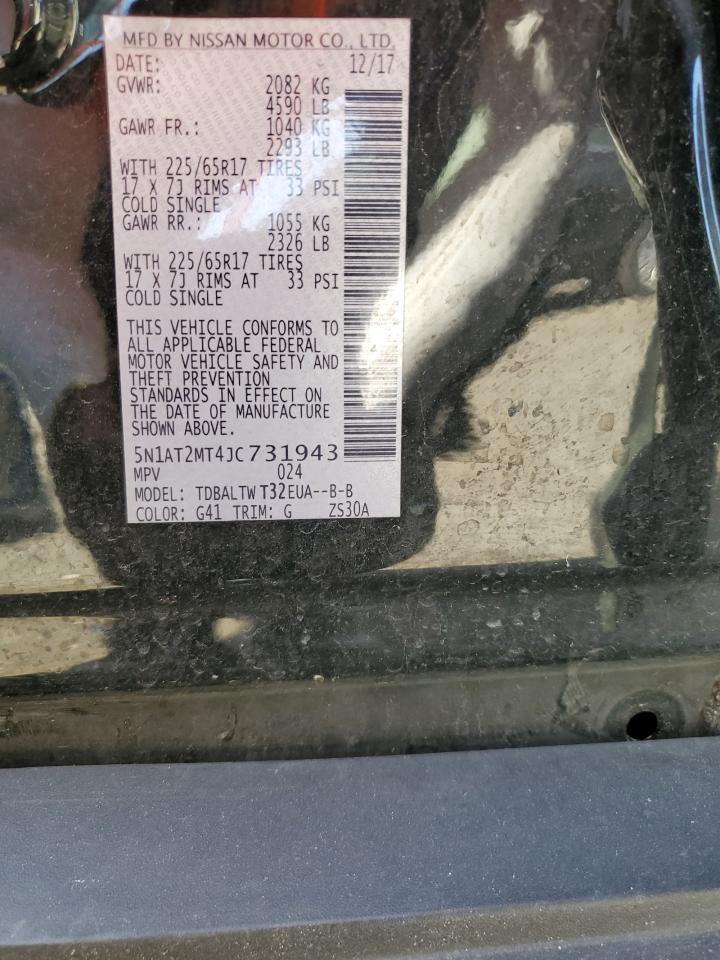 MFD BY NISSAN MOTOR CO., LTD.
DATE: 12/17
GVWR: 2082 KG
4590 LB
GAWR FR.: 1040 KG
2293 LB
WITH 225/65R17 TIRES
17 X 7J RIMS AT 33 PSI
COLD SINGLE
GAWR RR.: 1055 KG
2326 LB
WITH 225/65R17 TIRES
17 X 7J RIMS AT 33 PSI
COLD SINGLE
THIS VEHICLE CONFORMS TO
ALL APPLICABLE FEDERAL
MOTOR VEHICLE SAFETY AND
THEFT PREVENTION
STANDARDS IN EFFECT ON
THE DATE OF MANUFACTURE
SHOWN ABOVE.
5N1AT2MT4JC731943
MPV 024
MODEL: TDBALTW T32EUA--B-B
COLOR: G41 TRIM: G ZS30A